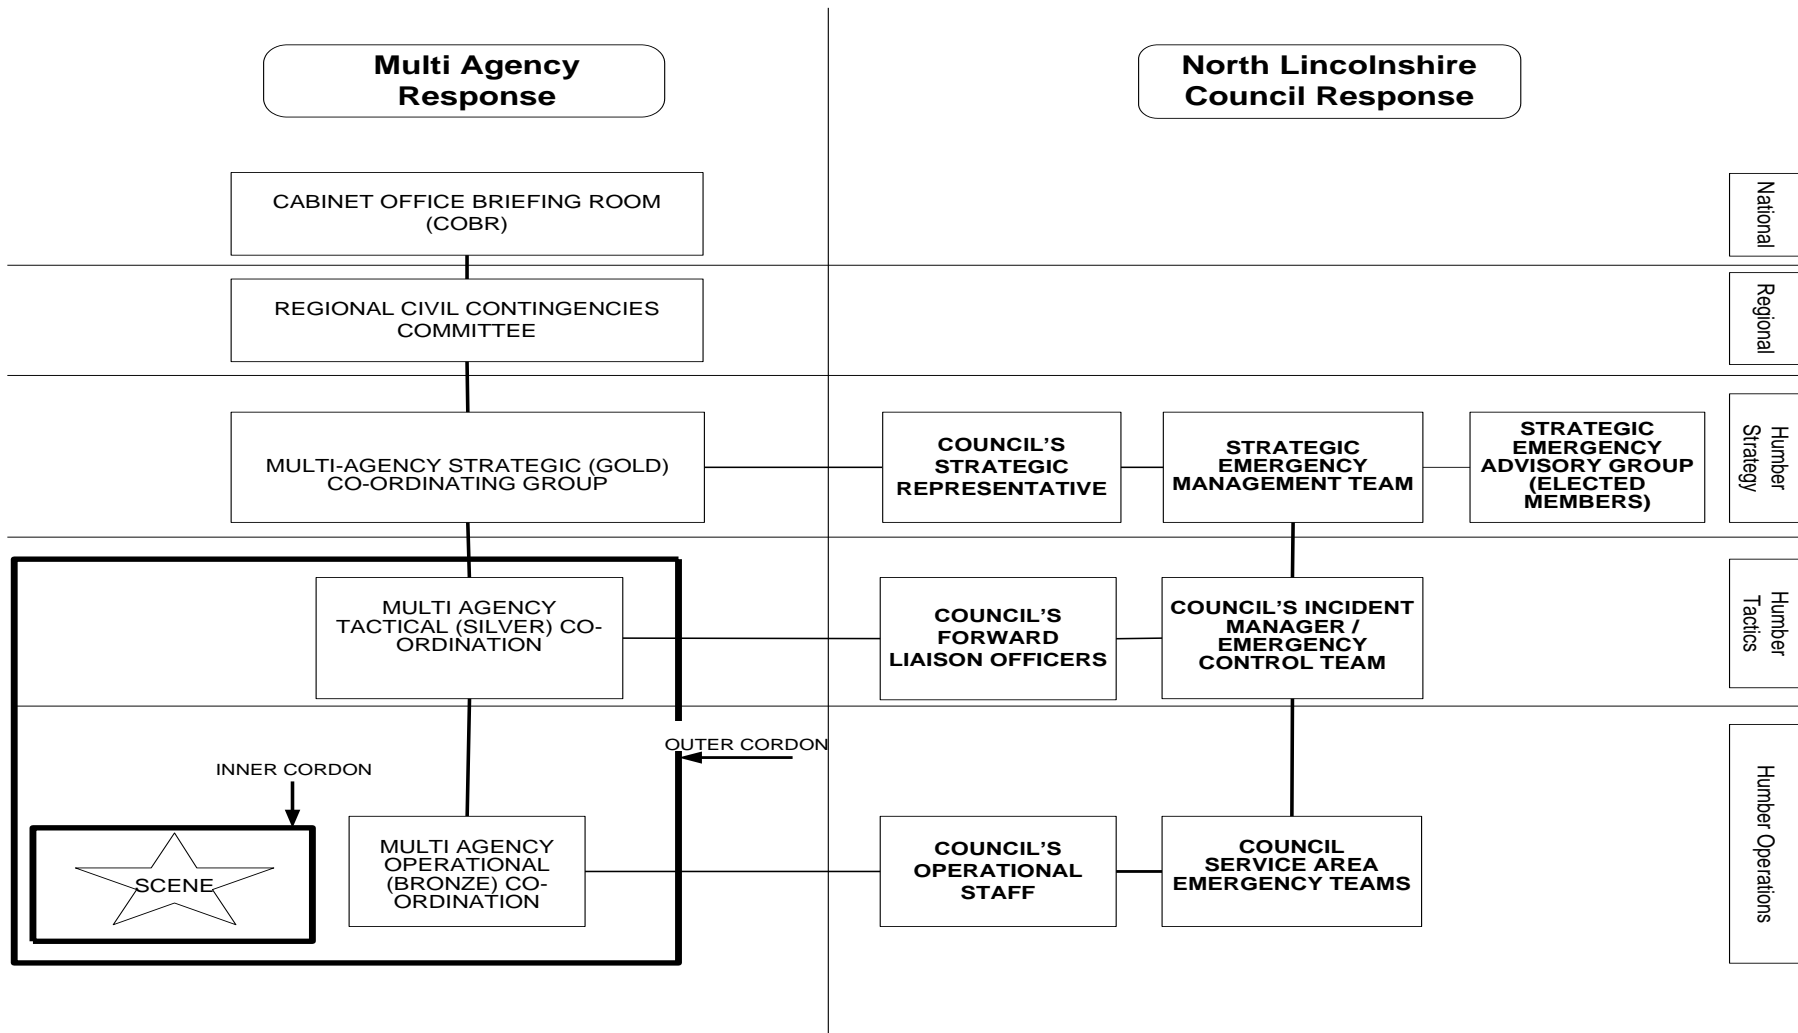 Multi Agency
Response
North Lincolnshire
Council Response
CABINET OFFICE BRIEFING ROOM
(COBR)
National
REGIONAL CIVIL CONTINGENCIES
COMMITTEE
Regional
MULTI-AGENCY STRATEGIC (GOLD)
CO-ORDINATING GROUP
COUNCIL'S
STRATEGIC
REPRESENTATIVE
STRATEGIC
EMERGENCY
MANAGEMENT TEAM
STRATEGIC
EMERGENCY
ADVISORY GROUP
(ELECTED
MEMBERS)
Humber
Strategy
MULTI AGENCY
TACTICAL (SILVER) CO-
ORDINATION
COUNCIL'S
FORWARD
LIAISON OFFICERS
COUNCIL'S INCIDENT
MANAGER /
EMERGENCY
CONTROL TEAM
Humber
Tactics
OUTER CORDON
INNER CORDON
SCENE
MULTI AGENCY
OPERATIONAL
(BRONZE) CO-
ORDINATION
COUNCIL'S
OPERATIONAL
STAFF
COUNCIL
SERVICE AREA
EMERGENCY TEAMS
Humber Operations